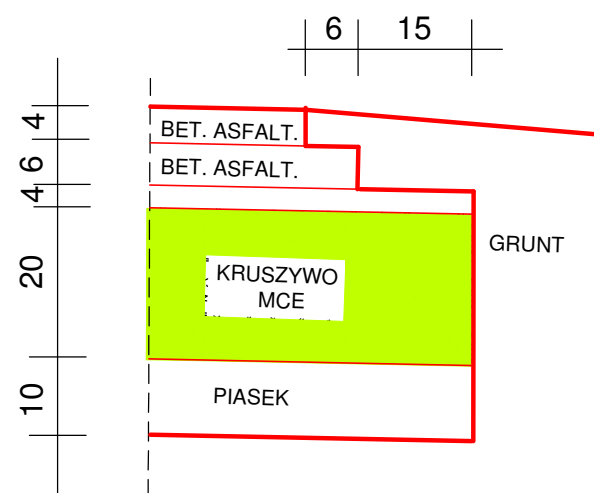 6 15
4
BET. ASFALT.
6
BET. ASFALT.
4
20
KRUSZYWO
MCE
GRUNT
10
PIASEK